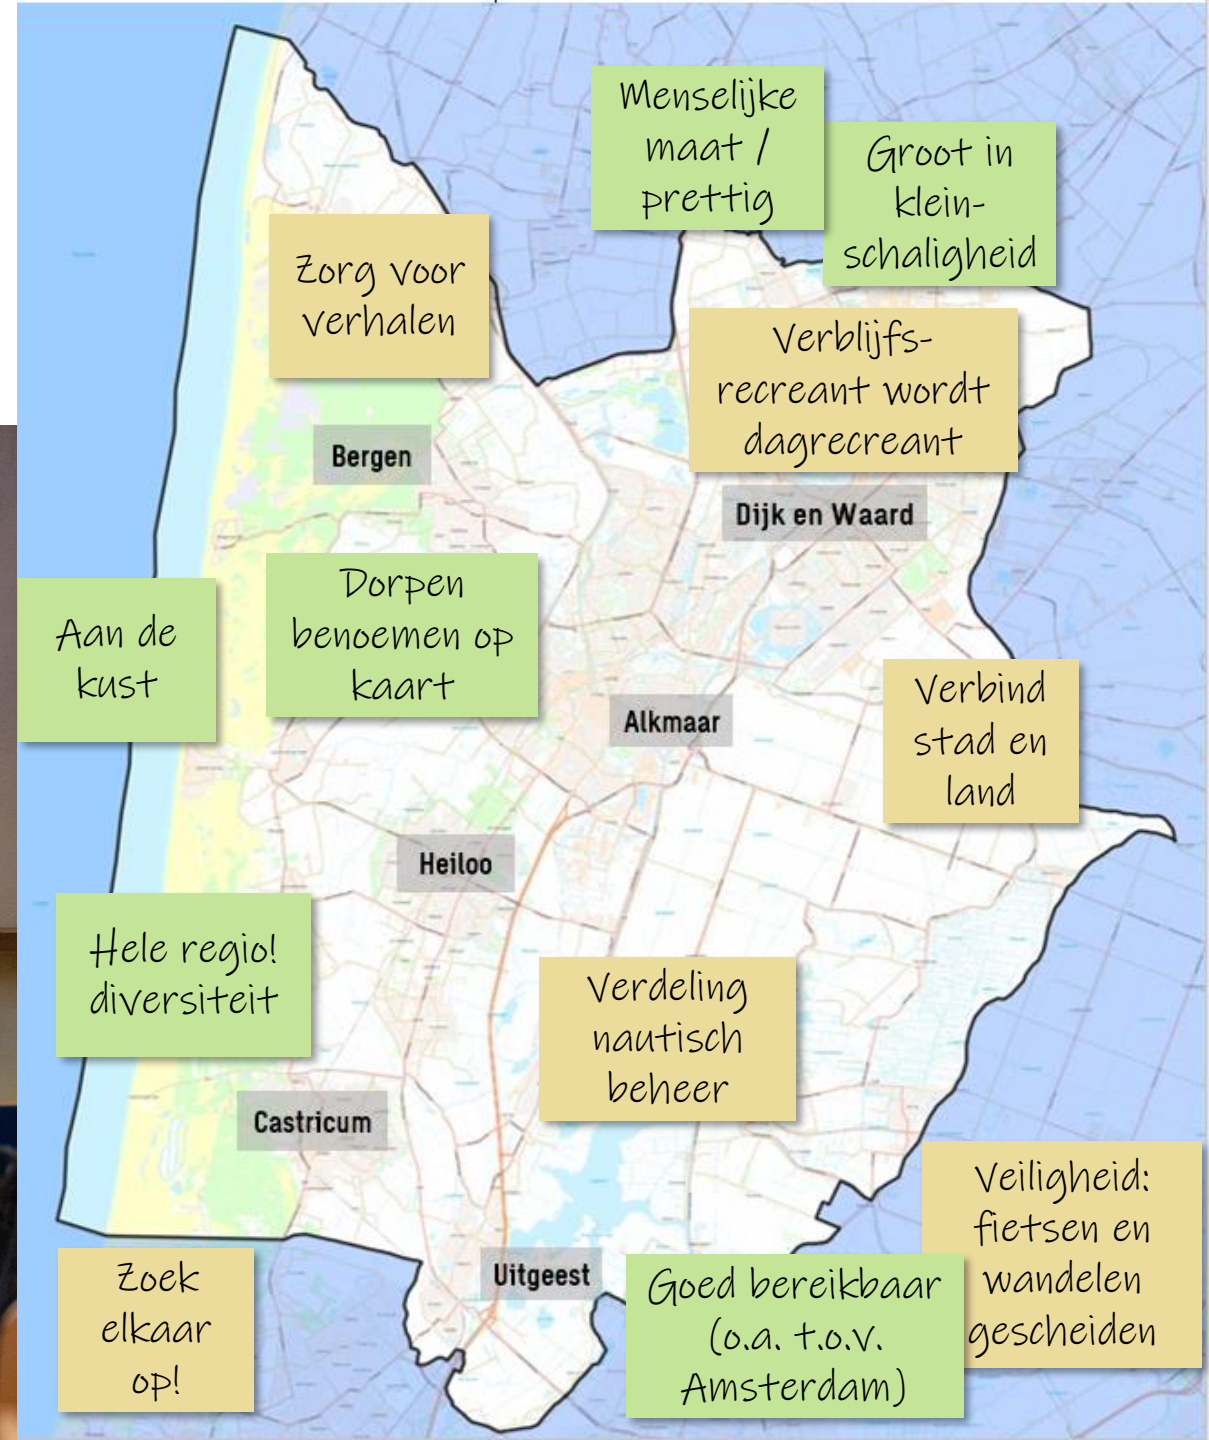 Menselijke
maat /
prettig
Groot in
klein-
schaligheid
Zorg voor
verhalen
Verblijfs-
recreant wordt
dagrecreant
Bergen
Dijk en Waard
Dorpen
benoemen op
kaart
Aan de
kust
Verbind
stad en
land
Alkmaar
Heiloo
Hele regio!
diversiteit
Verdeling
nautisch
beheer
Castricum
Veiligheid:
fietsen en
wandelen
gescheiden
Zoek
elkaar
op!
Uitgeest
Goed bereikbaar
(o.a. t.o.v.
Amsterdam)